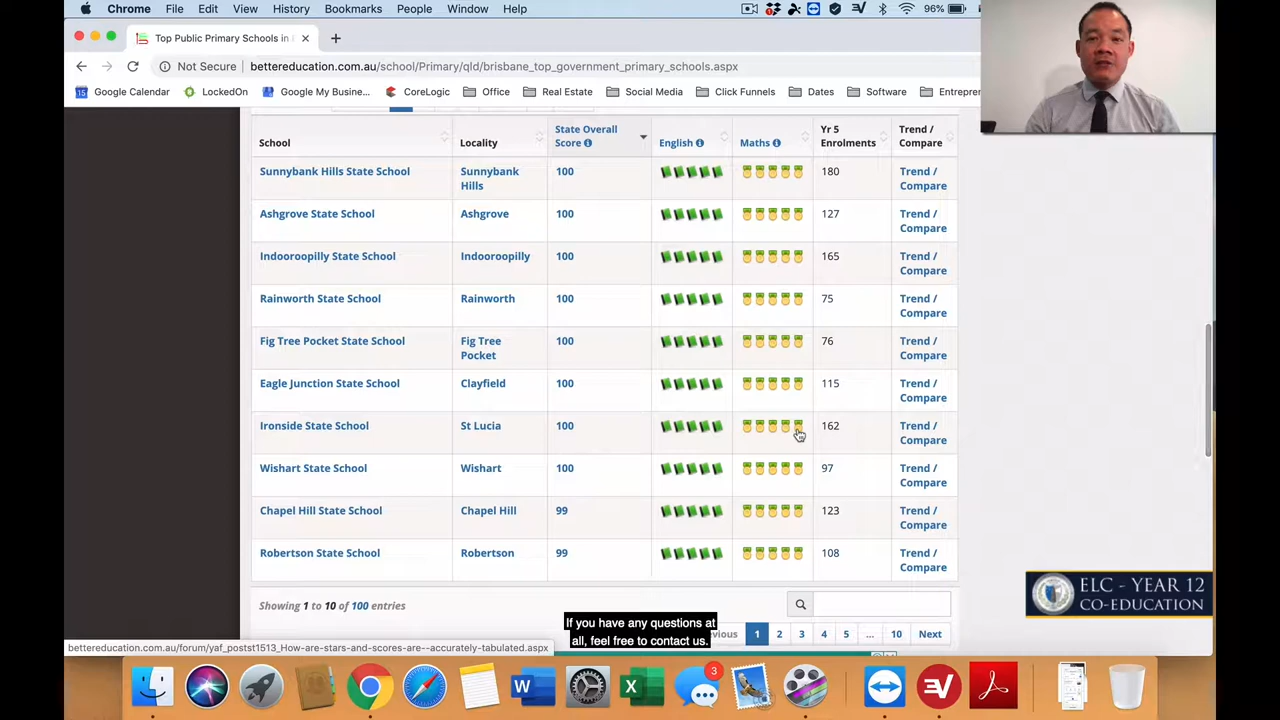 Chrome File Edit View History Bookmarks People Window Help 96%
Top Public Primary Schools in
Not Secure bettereducation.com.au/school/Primary/qld/brisbane_top_government_primary_schools.aspx
15 Google Calendar LockedOn Google My Busine... CoreLogic Office Real Estate Social Media Click Funnels Dates Software Entrepren
School Locality State Overall Score English Maths Yr 5 Enrolments Trend / Compare
Sunnybank Hills State School Sunnybank Hills 100 180 Trend / Compare
Ashgrove State School Ashgrove 100 127 Trend / Compare
Indooroopilly State School Indooroopilly 100 165 Trend / Compare
Rainworth State School Rainworth 100 75 Trend / Compare
Fig Tree Pocket State School Fig Tree Pocket 100 76 Trend / Compare
Eagle Junction State School Clayfield 100 115 Trend / Compare
Ironside State School St Lucia 100 162 Trend / Compare
Wishart State School Wishart 100 97 Trend / Compare
Chapel Hill State School Chapel Hill 99 123 Trend / Compare
Robertson State School Robertson 99 108 Trend / Compare
ELC - YEAR 12
CO-EDUCATION
Showing 1 to 10 of 100 entries
If you have any questions at
all, feel free to contact us.
evious 1 2 3 4 5 ... 10 Next
bettereducation.com.au/forum/yaf_postst1513_How-are-stars-and-scores-are--accurately-tabulated.aspx
3